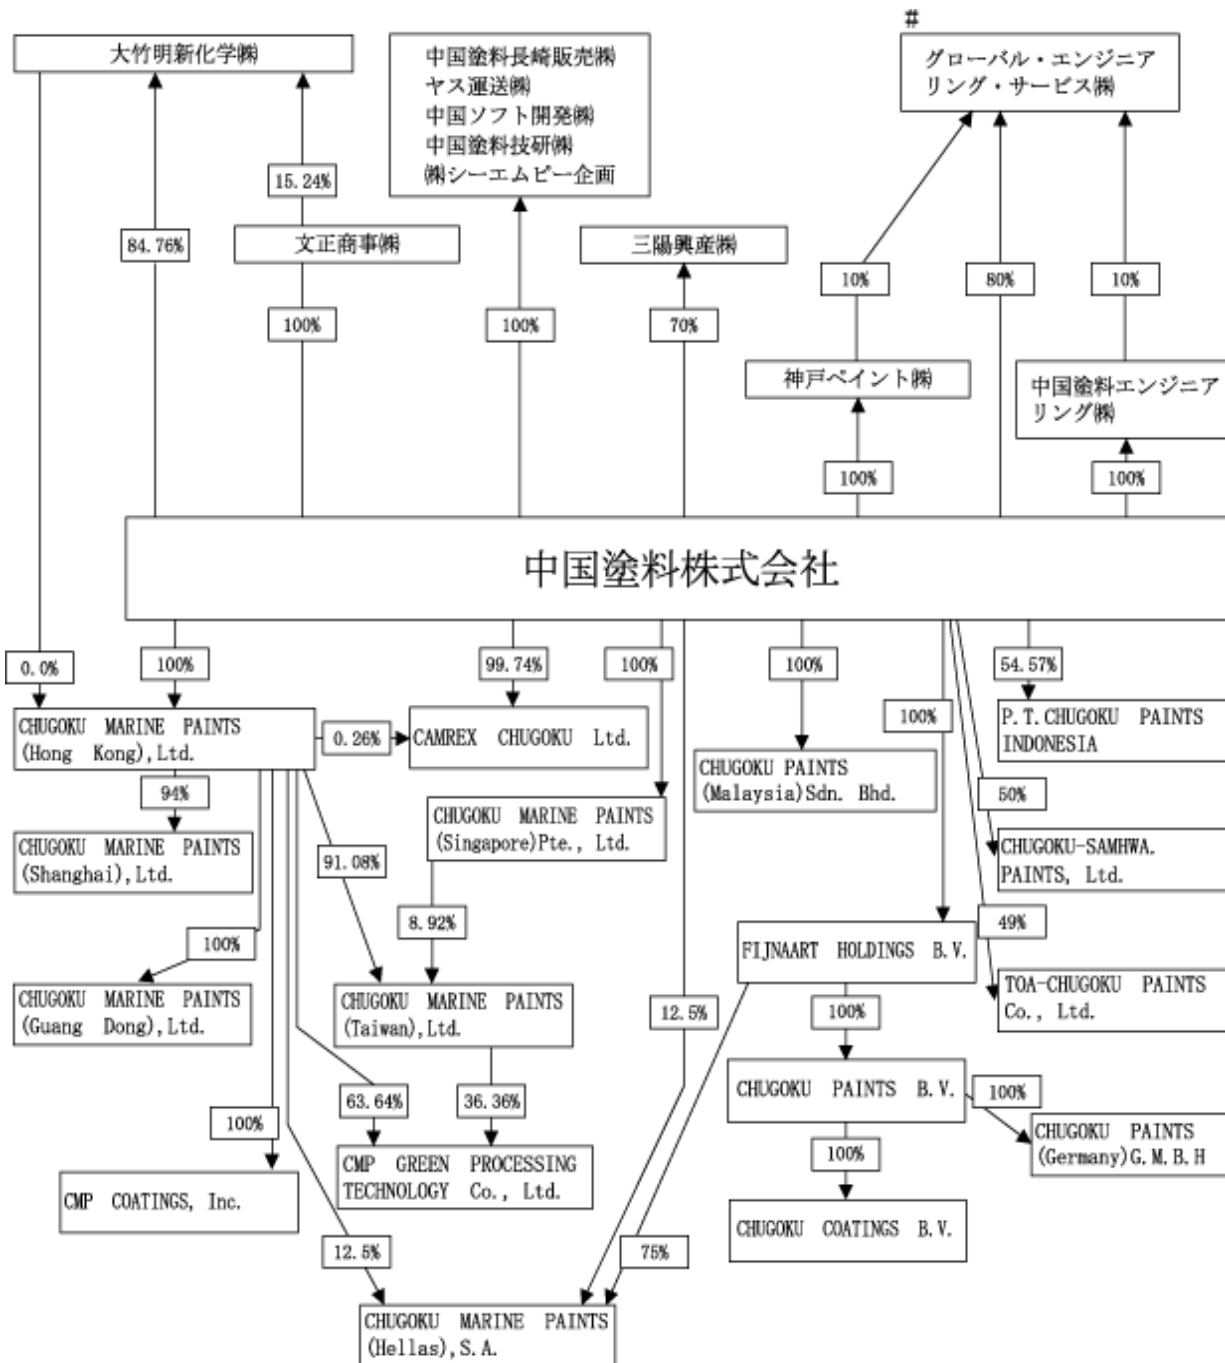 #
大竹明新化学㈱
中国塗料長崎販売㈱
ヤス運送㈱
中国ソフト開発㈱
中国塗料技研㈱
㈱シーエムピー企画
グローバル・エンジニア
リング・サービス㈱
15.24%
84.76%
文正商事㈱
三陽興産㈱
10%
80%
10%
100%
100%
70%
神戸ペイント㈱
中国塗料エンジニア
リング㈱
100%
100%
中国塗料株式会社
0.0%
100%
99.74%
100%
100%
54.57%
CHUGOKU MARINE PAINTS
(Hong Kong),Ltd.
0.26%
CAMREX CHUGOKU Ltd.
100%
P.T.CHUGOKU PAINTS
INDONESIA
94%
CHUGOKU PAINTS
(Malaysia)Sdn. Bhd.
50%
CHUGOKU MARINE PAINTS
(Shanghai),Ltd.
91.08%
CHUGOKU MARINE PAINTS
(Singapore)Pte., Ltd.
CHUGOKU-SAMHWA.
PAINTS, Ltd.
100%
8.92%
49%
FIJNAART HOLDINGS B.V.
CHUGOKU MARINE PAINTS
(Guang Dong),Ltd.
CHUGOKU MARINE PAINTS
(Taiwan),Ltd.
12.5%
100%
TOA-CHUGOKU PAINTS
Co., Ltd.
63.64%
36.36%
CHUGOKU PAINTS B.V.
100%
100%
CMP GREEN PROCESSING
TECHNOLOGY Co., Ltd.
100%
CHUGOKU PAINTS
(Germany)G.M.B.H
CMP COATINGS, Inc.
CHUGOKU COATINGS B.V.
12.5%
75%
CHUGOKU MARINE PAINTS
(Hellas),S.A.